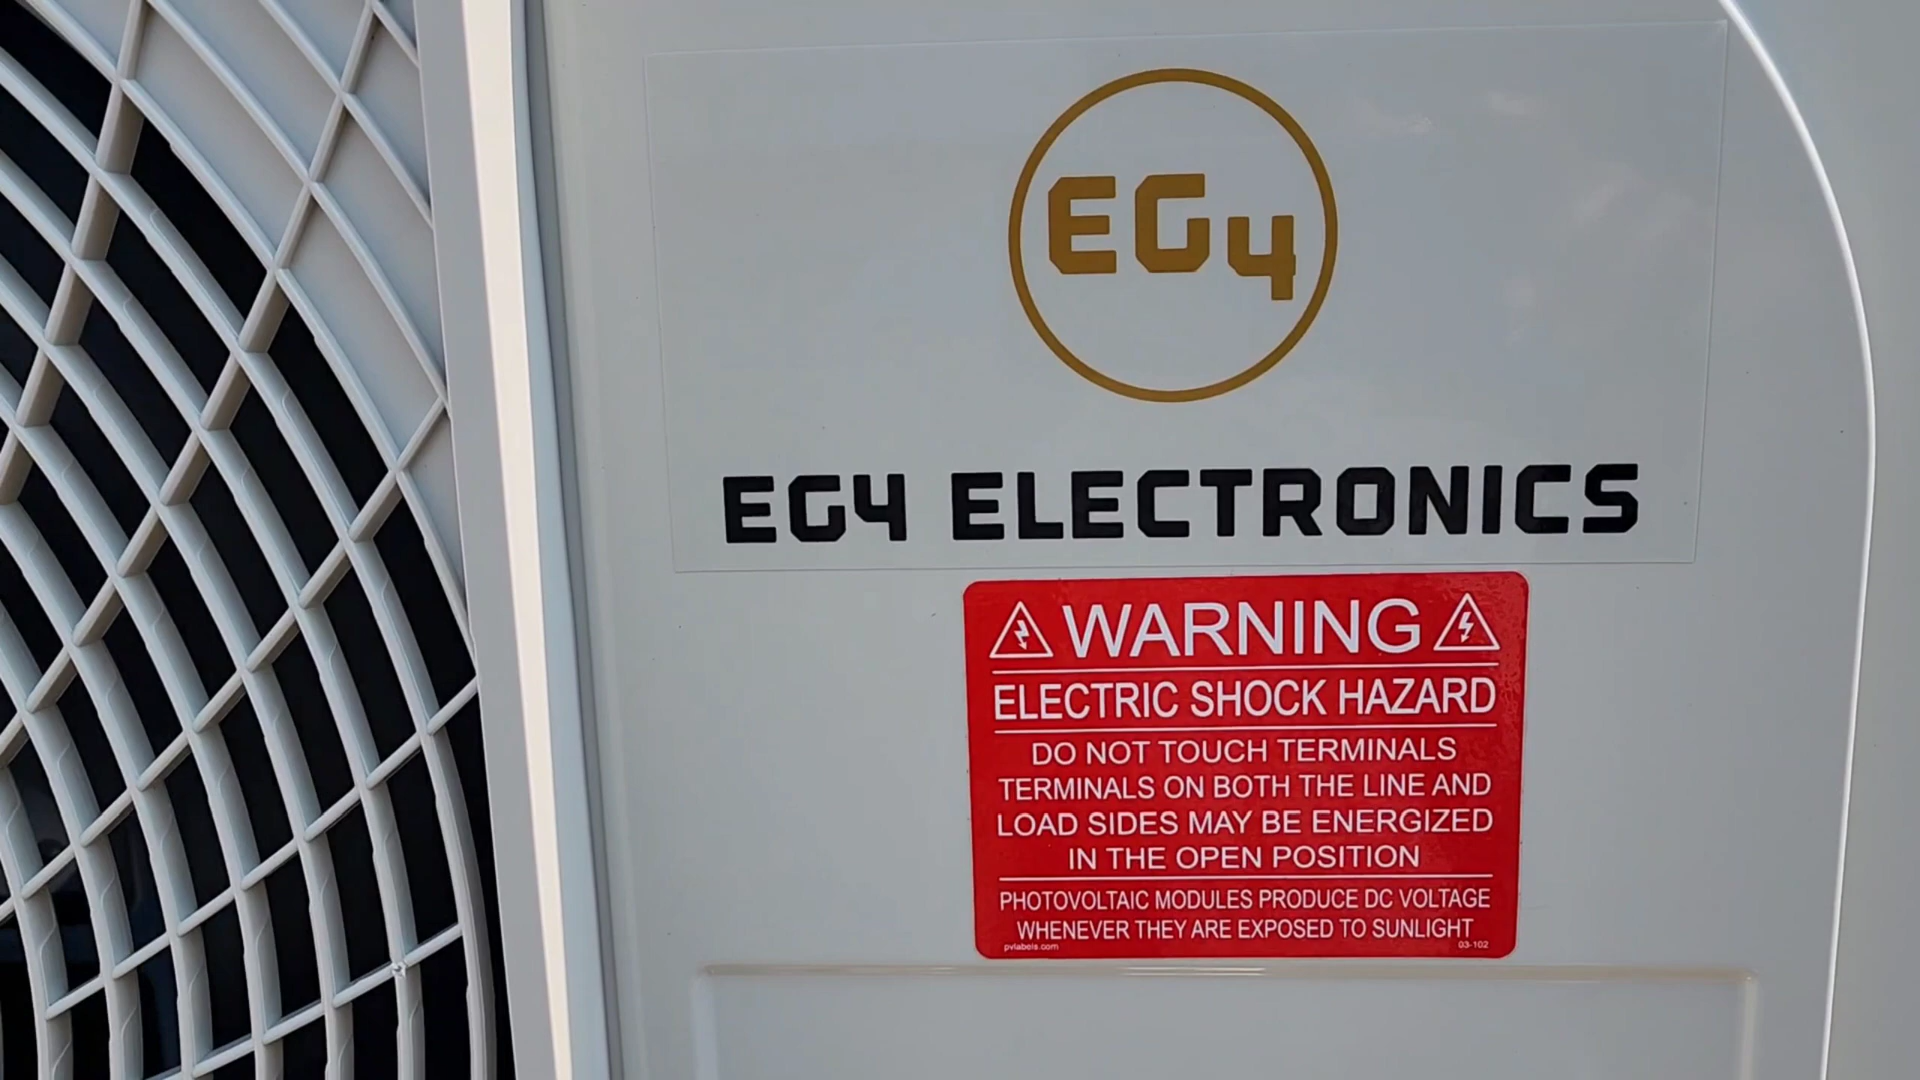 EG4
EG4 ELECTRONICS
WARNING
ELECTRIC SHOCK HAZARD
DO NOT TOUCH TERMINALS
TERMINALS ON BOTH THE LINE AND
LOAD SIDES MAY BE ENERGIZED
IN THE OPEN POSITION
PHOTOVOLTAIC MODULES PRODUCE DC VOLTAGE
WHENEVER THEY ARE EXPOSED TO SUNLIGHT
pvlabels.com 03-102